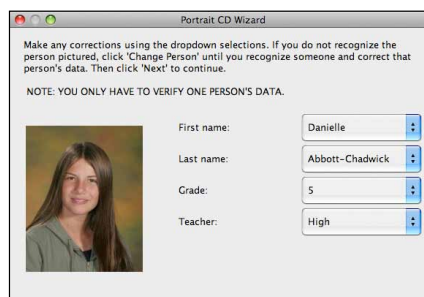 Portrait CD Wizard
Make any corrections using the dropdown selections. If you do not recognize the
person pictured, click 'Change Person' until you recognize someone and correct that
person's data. Then click 'Next' to continue.
NOTE: YOU ONLY HAVE TO VERIFY ONE PERSON'S DATA.
First name: Danielle
Last name: Abbott-Chadwick
Grade: 5
Teacher: High